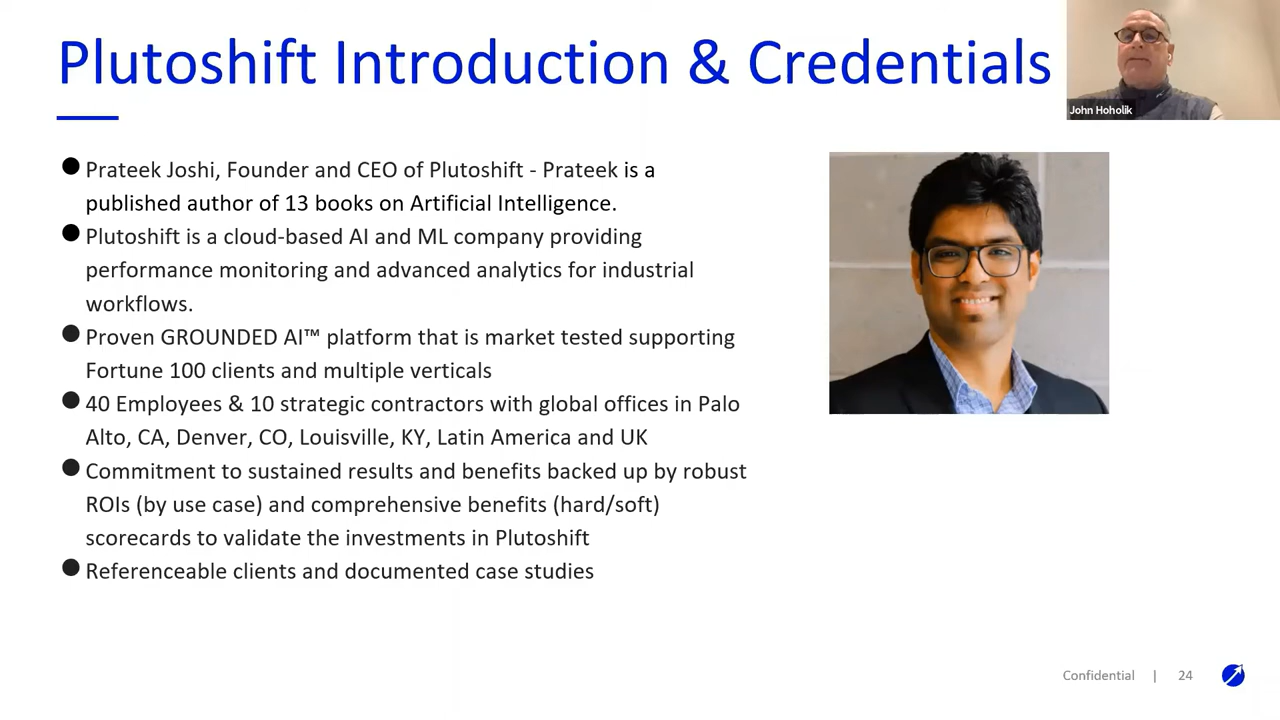 Plutoshift Introduction & Credentials
John Hoholik
Prateek Joshi, Founder and CEO of Plutoshift - Prateek is a
published author of 13 books on Artificial Intelligence.
Plutoshift is a cloud-based AI and ML company providing
performance monitoring and advanced analytics for industrial
workflows.
Proven GROUNDED AI™ platform that is market tested supporting
Fortune 100 clients and multiple verticals
40 Employees & 10 strategic contractors with global offices in Palo
Alto, CA, Denver, CO, Louisville, KY, Latin America and UK
Commitment to sustained results and benefits backed up by robust
ROIs (by use case) and comprehensive benefits (hard/soft)
scorecards to validate the investments in Plutoshift
Referenceable clients and documented case studies
Confidential | 24